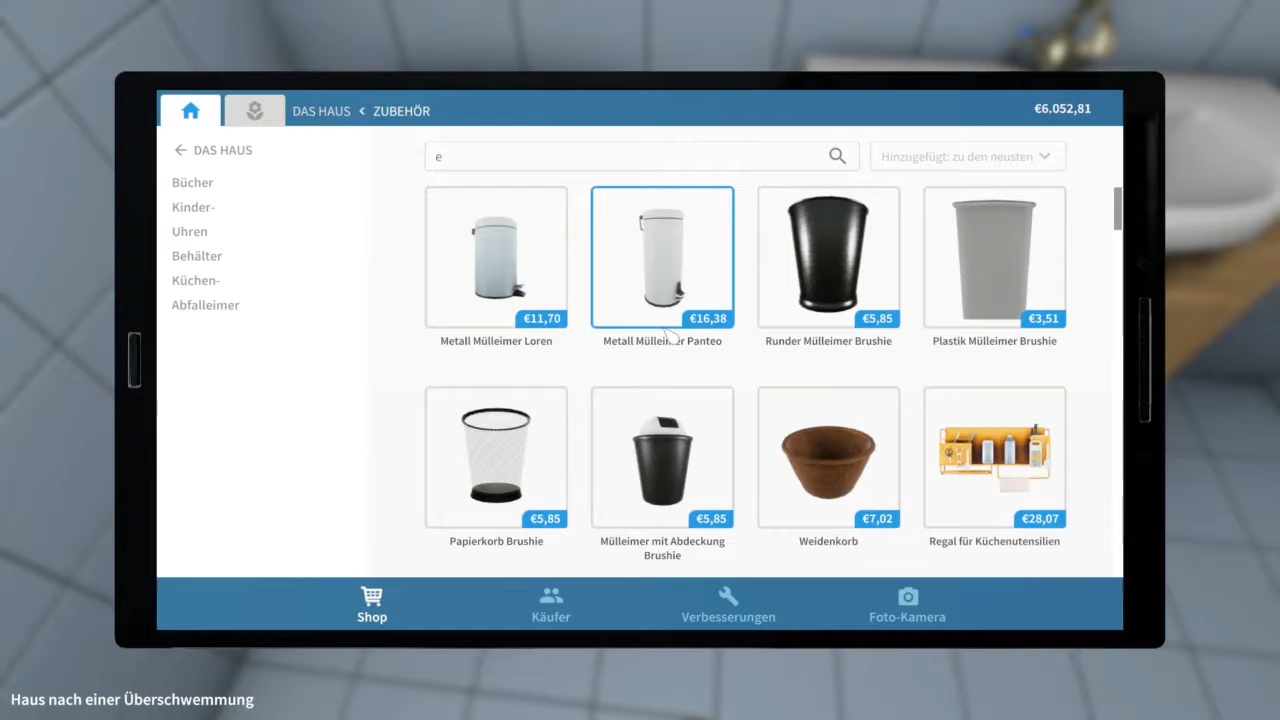 DAS HAUS < ZUBEHÖR
€6.052,81
DAS HAUS
Bücher
Kinder-
Uhren
Behälter
Küchen-
Abfalleimer
e
Hinzugefügt: zu den neusten
€11,70
€16,38
€5,85
€3,51
Metall Mülleimer Loren
Metall Mülleimer Panteo
Runder Mülleimer Brushie
Plastik Mülleimer Brushie
€5,85
€5,85
€7,02
€28,07
Papierkorb Brushie
Mülleimer mit Abdeckung
Brushie
Weidenkorb
Regal für Küchenutensilien
Shop
Käufer
Verbesserungen
Foto-Kamera
Haus nach einer Überschwemmung